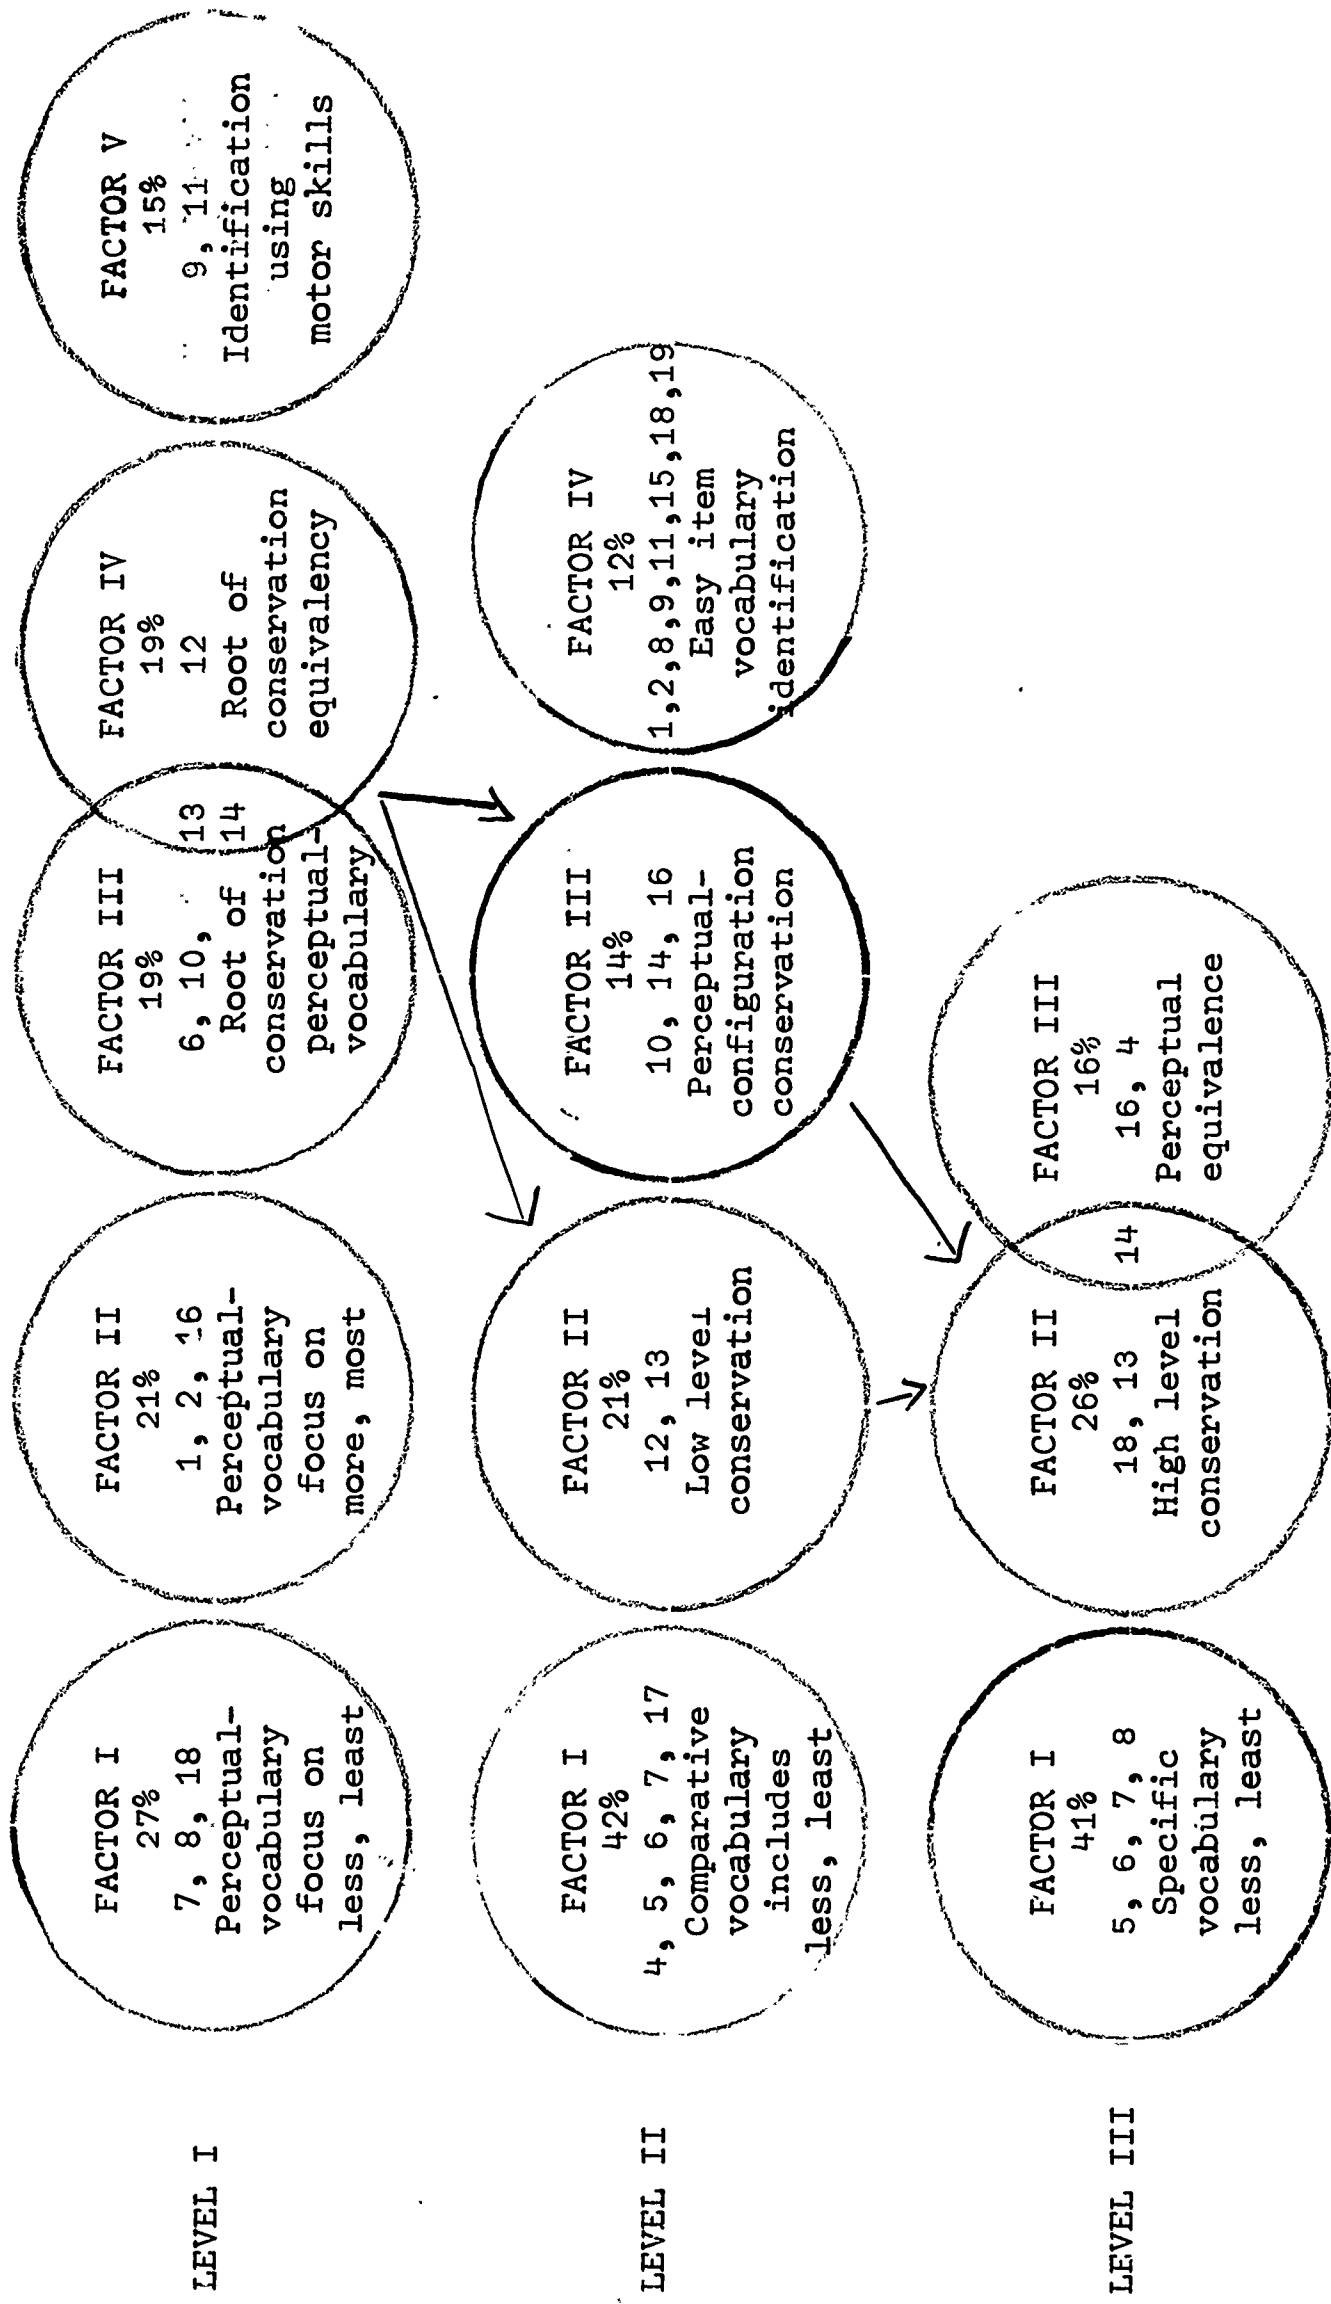 LEVEL I
FACTOR I
27%
7, 8, 18
Perceptual-
vocabulary
focus on
less, least
FACTOR II
21%
1, 2, 16
Perceptual-
vocabulary
focus on
more, most
FACTOR III
19%
6, 10,
Root of
conservation
perceptual-
vocabulary
13
14
FACTOR IV
19%
12
Root of
conservation
equivalency
FACTOR V
15%
9, 11
Identification
using
motor skills
LEVEL II
FACTOR I
42%
4, 5, 6, 7, 17
Comparative
vocabulary
includes
less, least
FACTOR II
21%
12, 13
Low level
conservation
FACTOR III
14%
10, 14, 16
Perceptual-
configuration
conservation
FACTOR IV
12%
1,2,8,9,11,15,18,19
Easy item
vocabulary
identification
LEVEL III
FACTOR I
41%
5, 6, 7, 8
Specific
vocabulary
less, least
FACTOR II
26%
18, 13
High level
conservation
14
FACTOR III
16%
16, 4
Perceptual
equivalence